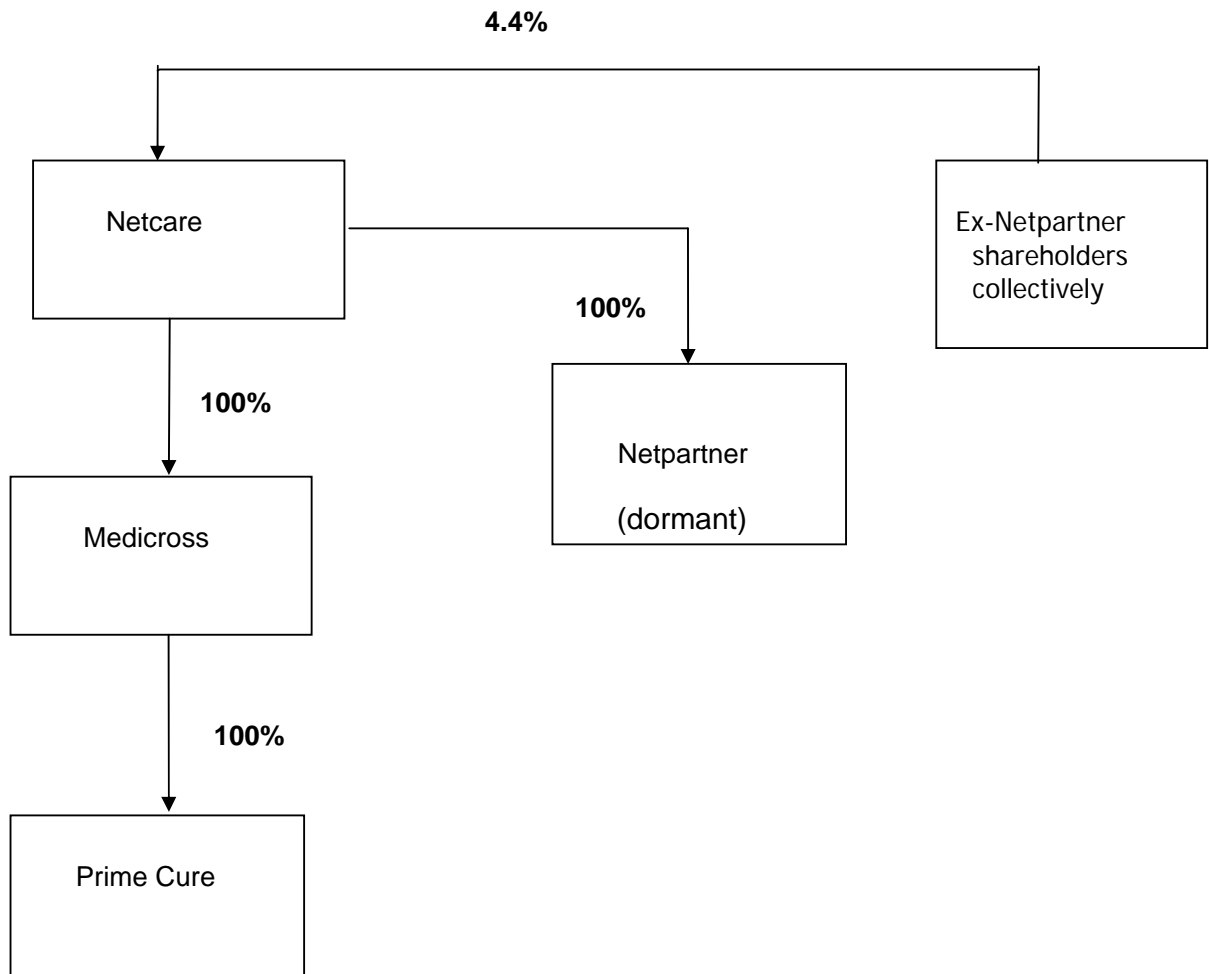 4.4%
Netcare
Ex-Netpartner
shareholders
collectively
100%
100%
Netpartner
(dormant)
Medicross
100%
Prime Cure